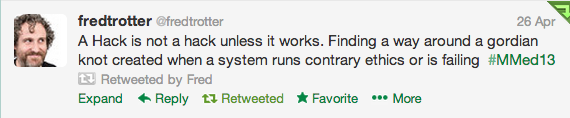 fredtrotter @fredtrotter 26 Apr
A Hack is not a hack unless it works. Finding a way around a gordian
knot created when a system runs contrary ethics or is failing #MMed13
Retweeted by Fred
Expand Reply Retweeted Favorite More